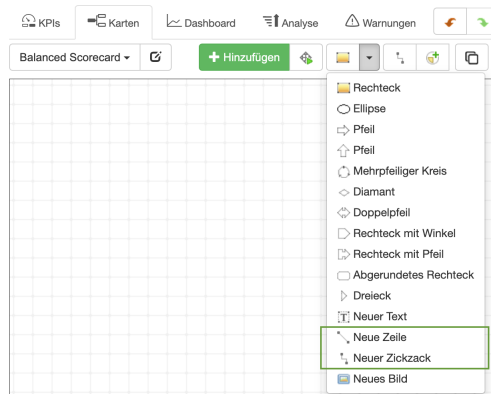 KPIs Karten Dashboard Analyse Warnungen
Balanced Scorecard Hinzufügen
Rechteck
Ellipse
Pfeil
Pfeil
Mehrpfeiliger Kreis
Diamant
Doppelpfeil
Rechteck mit Winkel
Rechteck mit Pfeil
Abgerundetes Rechteck
Dreieck
T Neuer Text
Neue Zeile
Neuer Zickzack
Neues Bild